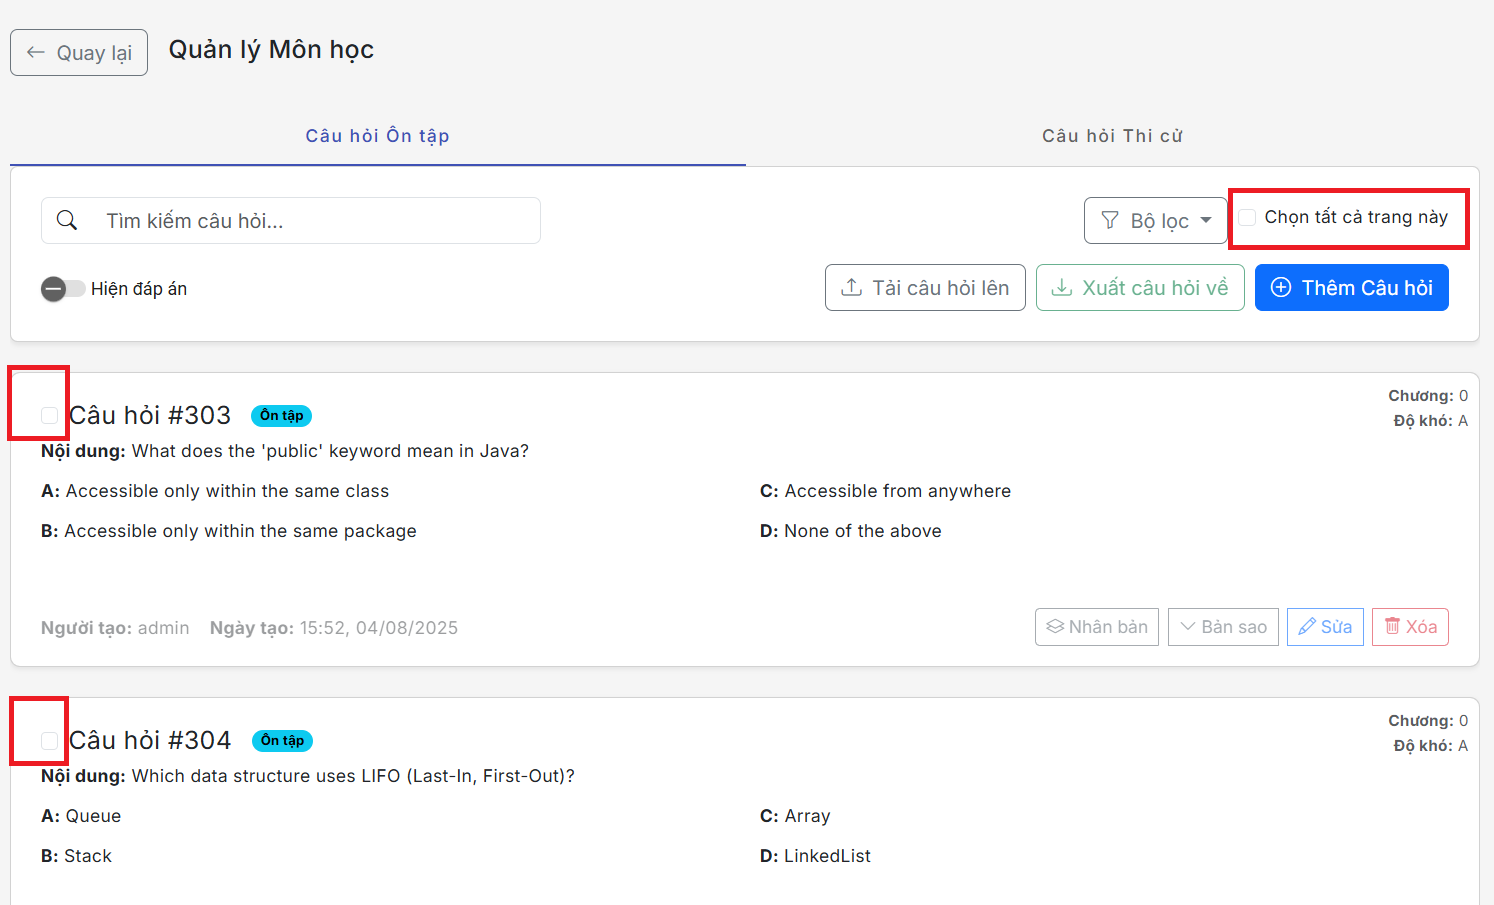 Quay lại
Quản lý Môn học
Câu hỏi Ôn tập
Câu hỏi Thi cử
Tìm kiếm câu hỏi...
Bộ lọc
Chọn tất cả trang này
Hiện đáp án
Tải câu hỏi lên
Xuất câu hỏi về
Thêm Câu hỏi
Câu hỏi #303 Ôn tập
Chương: 0
Độ khó: A
Nội dung: What does the 'public' keyword mean in Java?
A: Accessible only within the same class
C: Accessible from anywhere
B: Accessible only within the same package
D: None of the above
Người tạo: admin Ngày tạo: 15:52, 04/08/2025
Nhân bản
Bản sao
Sửa
Xóa
Câu hỏi #304 Ôn tập
Chương: 0
Độ khó: A
Nội dung: Which data structure uses LIFO (Last-In, First-Out)?
A: Queue
C: Array
B: Stack
D: LinkedList